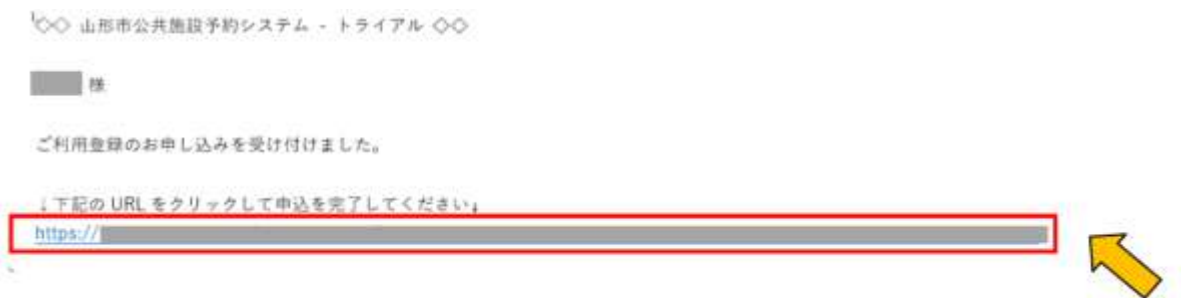 ◇◇ 山形市公共施設予約システム - トライアル ◇◇
様
ご利用登録のお申し込みを受け付けました。
↓下記の URL をクリックして申込を完了してください↓
https://